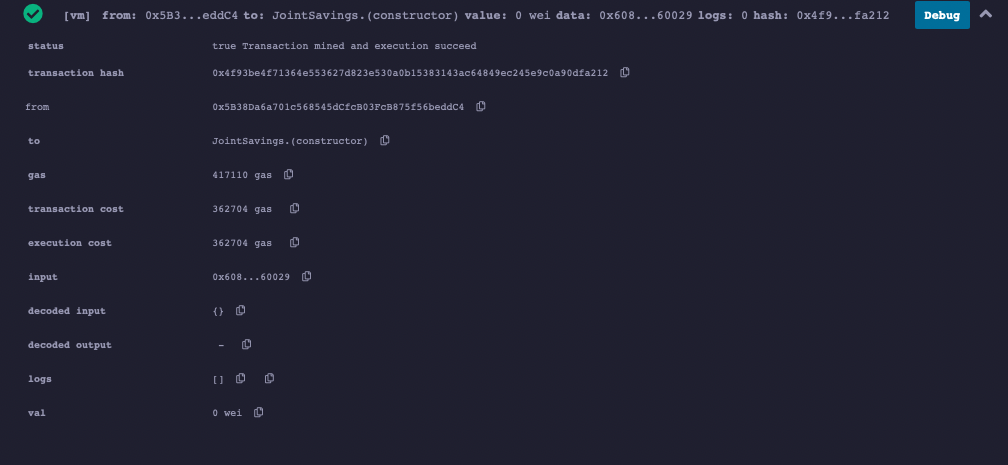 [vm] from: 0x5B3...eddC4 to: JointSavings.(constructor) value: 0 wei data: 0x608...60029 logs: 0 hash: 0x4f9...fa212 Debug
status true Transaction mined and execution succeed
transaction hash 0x4f93be4f71364e553627d823e530a0b15383143ac64849ec245e9c0a90dfa212
from 0x5B38Da6a701c568545dCfcB03FcB875f56beddC4
to JointSavings.(constructor)
gas 417110 gas
transaction cost 362704 gas
execution cost 362704 gas
input 0x608...60029
decoded input {}
decoded output -
logs []
val 0 wei